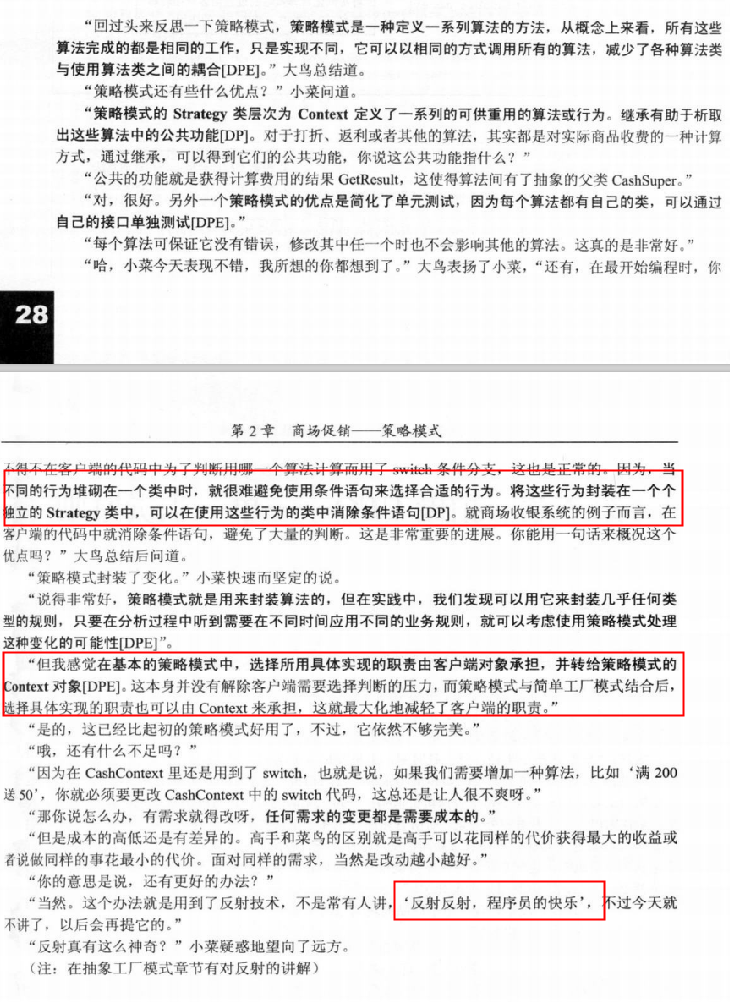 “回过头来反思一下策略模式，策略模式是一种定义一系列算法的方法，从概念上来看，所有这些
算法完成的都是相同的工作，只是实现不同，它可以以相同的方式调用所有的算法，减少了各种算法类
与使用算法类之间的耦合[DPE]。”大鸟总结道。
“策略模式还有些什么优点？”小菜问道。
“策略模式的 Strategy 类层次为 Context 定义了一系列的可供重用的算法或行为。继承有助于析取
出这些算法中的公共功能[DP]。对于打折、返利或者其他的算法，其实都是对实际商品收费的一种计算
方式，通过继承，可以得到它们的公共功能，你说这公共功能指什么？”
“公共的功能就是获得计算费用的结果 GetResult，这使得算法间有了抽象的父类 CashSuper。”
“对，很好。另外一个策略模式的优点是简化了单元测试，因为每个算法都有自己的类，可以通过
自己的接口单独测试[DPE]。”
“每个算法可保证它没有错误，修改其中任一个时也不会影响其他的算法。这真的是非常好。”
“哈，小菜今天表现不错，我所想的你都想到了。”大鸟表扬了小菜，“还有，在最开始编程时，你
28
第 2 章　商场促销——策略模式
不得不在客户端的代码中为了判断用哪一个算法计算而用了 switch 条件分支，这也是正常的。因为，当
不同的行为堆砌在一个类中时，就很难避免使用条件语句来选择合适的行为。将这些行为封装在一个个
独立的 Strategy 类中，可以在使用这些行为的类中消除条件语句[DP]。就商场收银系统的例子而言，在
客户端的代码中就消除条件语句，避免了大量的判断。这是非常重要的进展。你能用一句话来概况这个
优点吗？”大鸟总结后问道。
“策略模式封装了变化。”小菜快速而坚定的说。
“说得非常好，策略模式就是用来封装算法的，但在实践中，我们发现可以用它来封装几乎任何类
型的规则，只要在分析过程中听到需要在不同时间应用不同的业务规则，就可以考虑使用策略模式处理
这种变化的可能性[DPE]”。
“但我感觉在基本的策略模式中，选择所用具体实现的职责由客户端对象承担，并转给策略模式的
Context 对象[DPE]。这本身并没有解除客户端需要选择判断的压力，而策略模式与简单工厂模式结合后，
选择具体实现的职责也可以由 Context 来承担，这就最大化地减轻了客户端的职责。”
“是的，这已经比起初的策略模式好用了，不过，它依然不够完美。”
“哦，还有什么不足吗？”
“因为在 CashContext 里还是用到了 switch，也就是说，如果我们需要增加一种算法，比如‘满 200
送 50’，你就必须要更改 CashContext 中的 switch 代码，这总还是让人很不爽呀。”
“那你说怎么办，有需求就得改呀，任何需求的变更都是需要成本的。”
“但是成本的高低还是有差异的。高手和菜鸟的区别就是高手可以花同样的代价获得最大的收益或
者说做同样的事花最小的代价。面对同样的需求，当然是改动越小越好。”
“你的意思是说，还有更好的办法？”
“当然。这个办法就是用到了反射技术，不是常有人讲，‘反射反射，程序员的快乐’，不过今天就
不讲了，以后会再提它的。”
“反射真有这么神奇？”小菜疑惑地望向了远方。
（注：在抽象工厂模式章节有对反射的讲解）